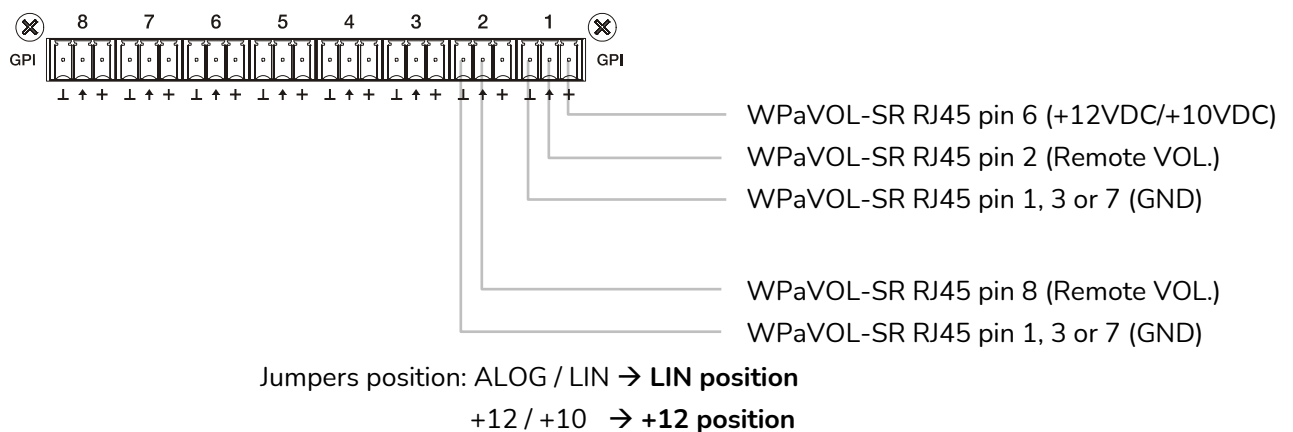 8 7 6 5 4 3 2 1
GPI GPI
⊥ ↑ + ⊥ ↑ + ⊥ ↑ + ⊥ ↑ + ⊥ ↑ + ⊥ ↑ + ⊥ ↑ + ⊥ ↑ +
WPaVOL-SR RJ45 pin 6 (+12VDC/+10VDC)
WPaVOL-SR RJ45 pin 2 (Remote VOL.)
WPaVOL-SR RJ45 pin 1, 3 or 7 (GND)
WPaVOL-SR RJ45 pin 8 (Remote VOL.)
WPaVOL-SR RJ45 pin 1, 3 or 7 (GND)
Jumpers position: ALOG / LIN → LIN position
+12 / +10 → +12 position